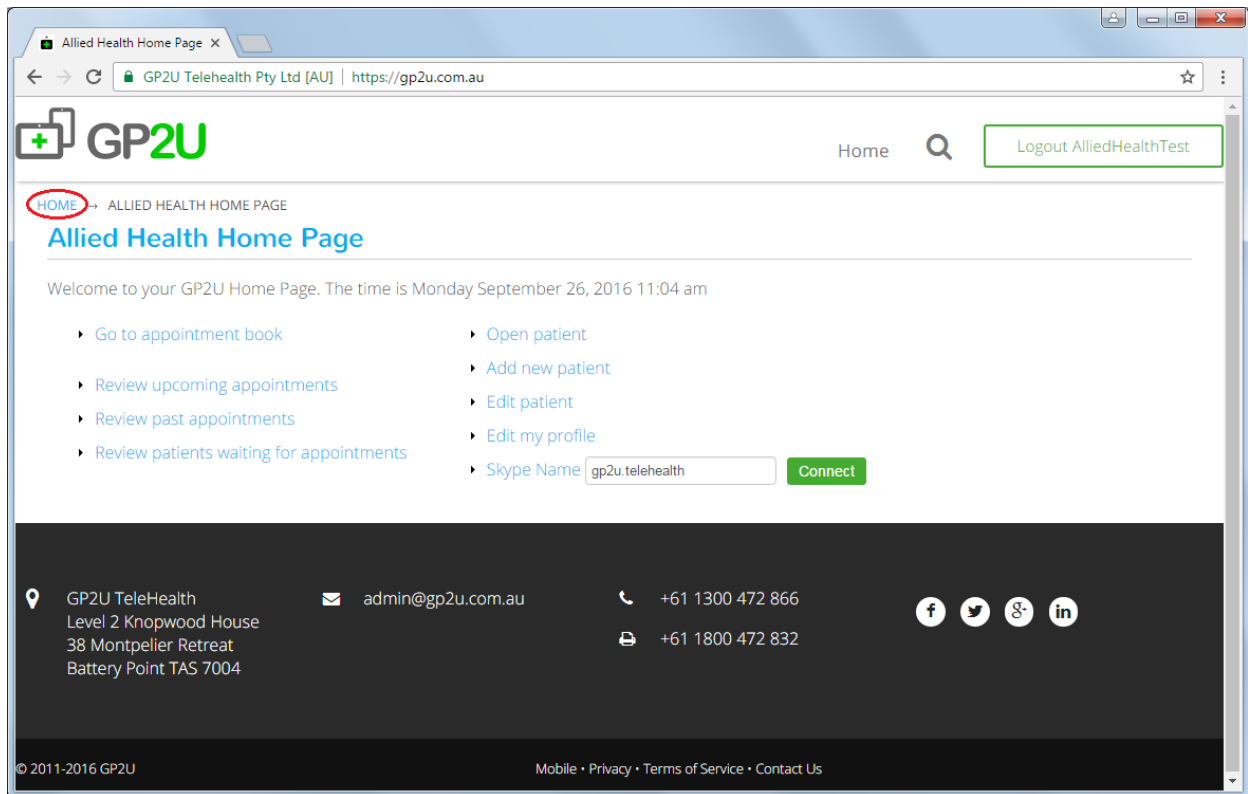 Allied Health Home Page
GP2U Telehealth Pty Ltd [AU] | https://gp2u.com.au
GP2U
Home
Logout AlliedHealthTest
HOME → ALLIED HEALTH HOME PAGE
Allied Health Home Page
Welcome to your GP2U Home Page. The time is Monday September 26, 2016 11:04 am
Go to appointment book
Review upcoming appointments
Review past appointments
Review patients waiting for appointments
Open patient
Add new patient
Edit patient
Edit my profile
Skype Name gp2u.telehealth Connect
GP2U TeleHealth
Level 2 Knopwood House
38 Montpelier Retreat
Battery Point TAS 7004
admin@gp2u.com.au
+61 1300 472 866
+61 1800 472 832
f g+ in
© 2011-2016 GP2U
Mobile • Privacy • Terms of Service • Contact Us